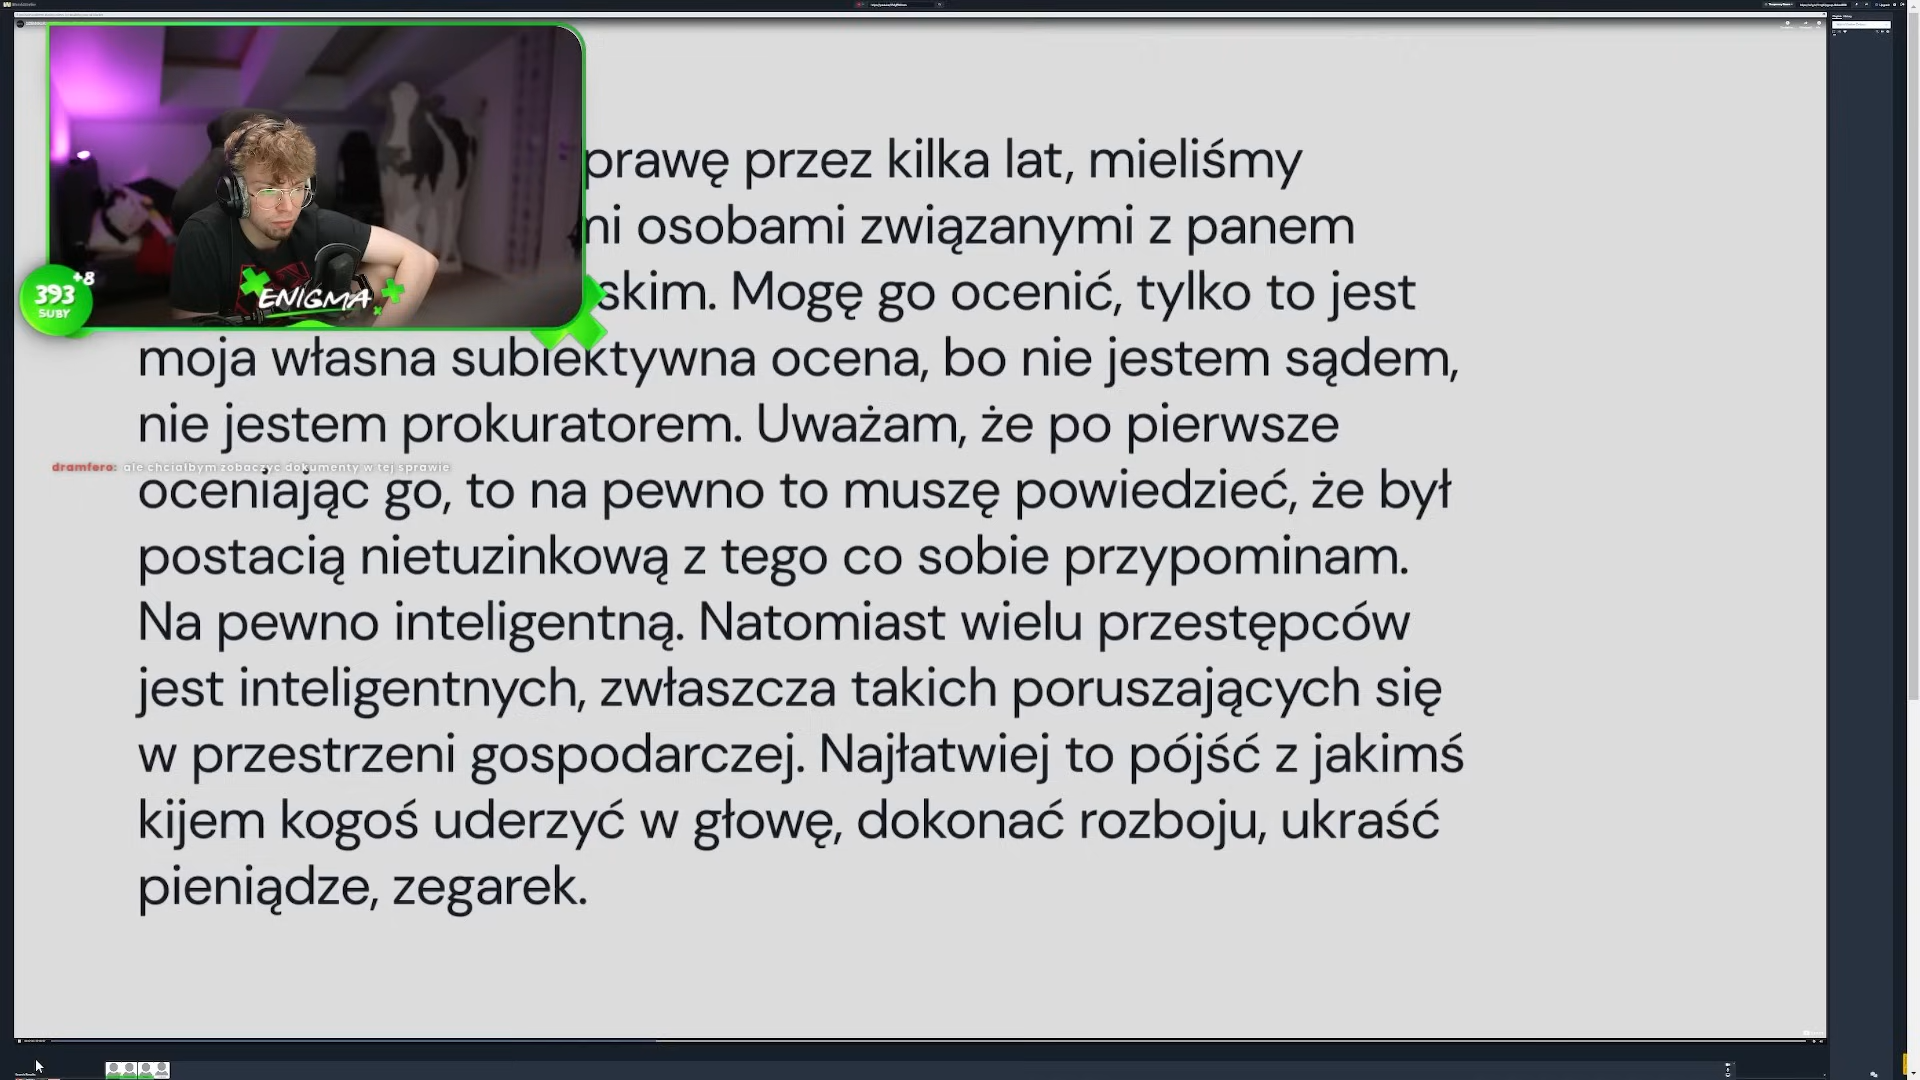 prawę przez kilka lat, mieliśmy
mi osobami związanymi z panem
skim. Mogę go ocenić, tylko to jest
moja własna subiektywna ocena, bo nie jestem sądem,
nie jestem prokuratorem. Uważam, że po pierwsze
oceniając go, to na pewno to muszę powiedzieć, że był
postacią nietuzinkową z tego co sobie przypominam.
Na pewno inteligentną. Natomiast wielu przestępców
jest inteligentnych, zwłaszcza takich poruszających się
w przestrzeni gospodarczej. Najłatwiej to pójść z jakimś
kijem kogoś uderzyć w głowę, dokonać rozboju, ukraść
pieniądze, zegarek.
+8
393
SUBY
ENIGMA
dramfero: ale chciałbym zobaczyc dokumenty w tej sprawie